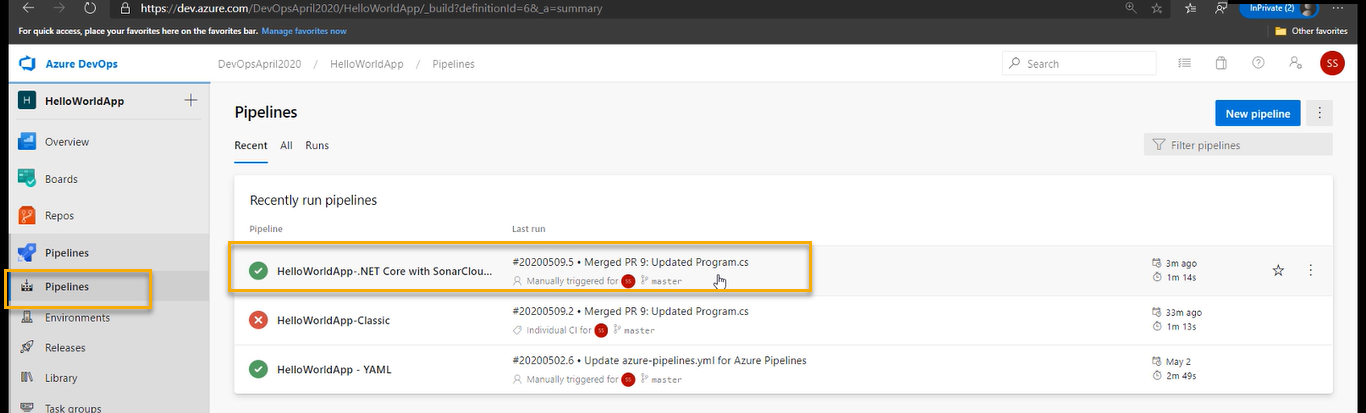 https://dev.azure.com/DevOpsApril2020/HelloWorldApp/_build?definitionId=6&_a=summary
InPrivate (2)
For quick access, place your favorites here on the favorites bar. Manage favorites now
Other favorites
Azure DevOps
DevOpsApril2020 / HelloWorldApp / Pipelines
Search
SS
H HelloWorldApp
Pipelines
New pipeline
Overview
Recent All Runs
Filter pipelines
Boards
Repos
Recently run pipelines
Pipeline Last run
Pipelines
HelloWorldApp-.NET Core with SonarClou... #20200509.5 • Merged PR 9: Updated Program.cs 3m ago
Manually triggered for SS master 1m 14s
Pipelines
Environments
HelloWorldApp-Classic #20200509.2 • Merged PR 9: Updated Program.cs 33m ago
Individual CI for SS master 1m 13s
Releases
HelloWorldApp - YAML #20200502.6 • Update azure-pipelines.yml for Azure Pipelines May 2
Manually triggered for SS master 2m 49s
Library
Task groups